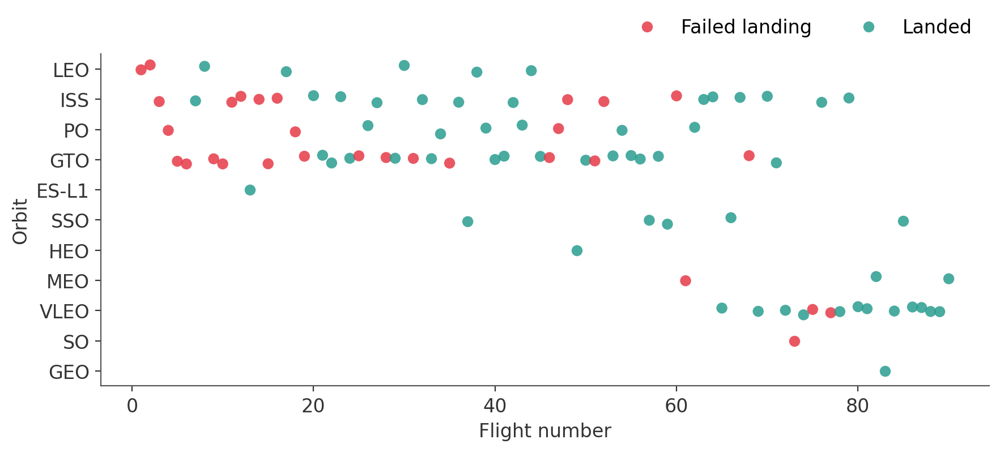 Failed landing
Landed
LEO
ISS
PO
GTO
ES-L1
SSO
HEO
MEO
VLEO
SO
GEO
Orbit
0 20 40 60 80
Flight number